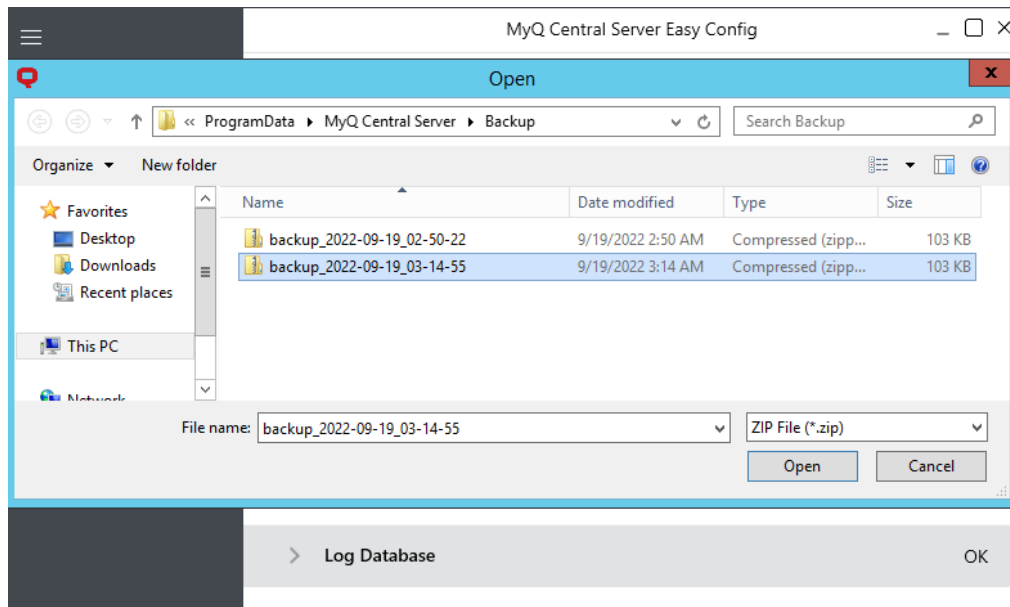 MyQ Central Server Easy Config
Open
« ProgramData MyQ Central Server Backup
Search Backup
Organize New folder
Name Date modified Type Size
Favorites
Desktop
Downloads
Recent places
This PC
Network
backup_2022-09-19_02-50-22 9/19/2022 2:50 AM Compressed (zipp... 103 KB
backup_2022-09-19_03-14-55 9/19/2022 3:14 AM Compressed (zipp... 103 KB
File name: backup_2022-09-19_03-14-55 ZIP File (*.zip)
Open Cancel
Log Database OK